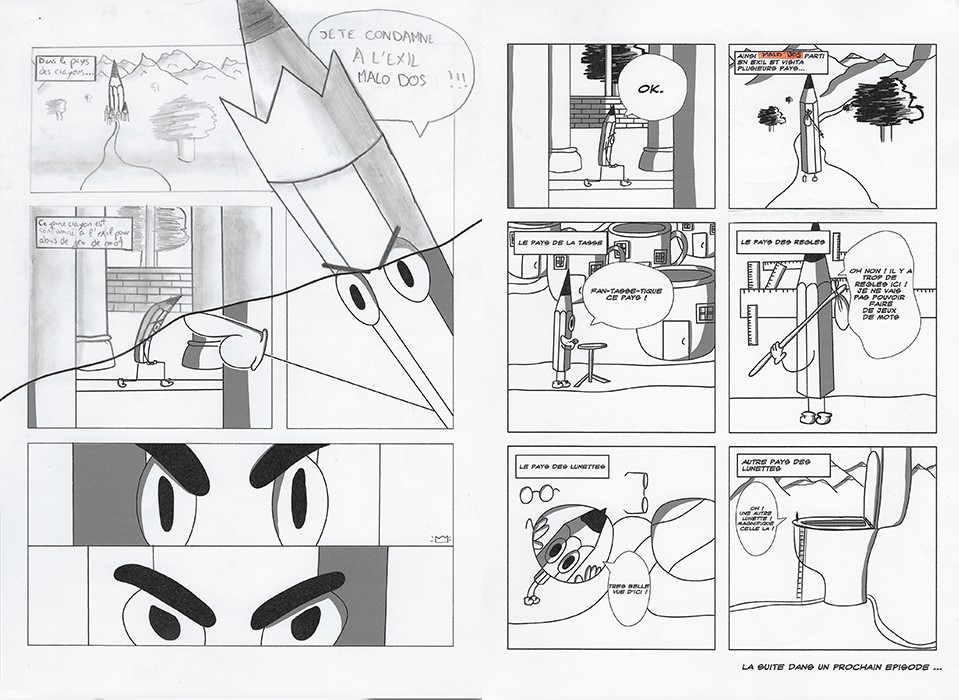 Dans le pays
des crayons...
JE TE CONDAMNE
A L'EXIL
MALO DOS !!!
Ce jeune crayon est
condamné à l'exil pour
abus de jeu de mot
OK.
AINSI MALO DOS PARTI
EN EXIL ET VISITA
PLUSIEURS PAYS...
LE PAYS DE LA TASSE
FAN-TASSE-TIQUE
CE PAYS !
LE PAYS DES REGLES
OH NON ! IL Y A
TROP DE
REGLES ICI !
JE NE VAIS
PAS POUVOIR
FAIRE
DE JEUX
DE MOTS
LE PAYS DES LUNETTES
TRES BELLE
VUE D'ICI !
AUTRE PAYS DES
LUNETTES
OH !
UNE AUTRE
LUNETTE !
MAGNIFIQUE
CELLE LA !
LA SUITE DANS UN PROCHAIN EPISODE ...